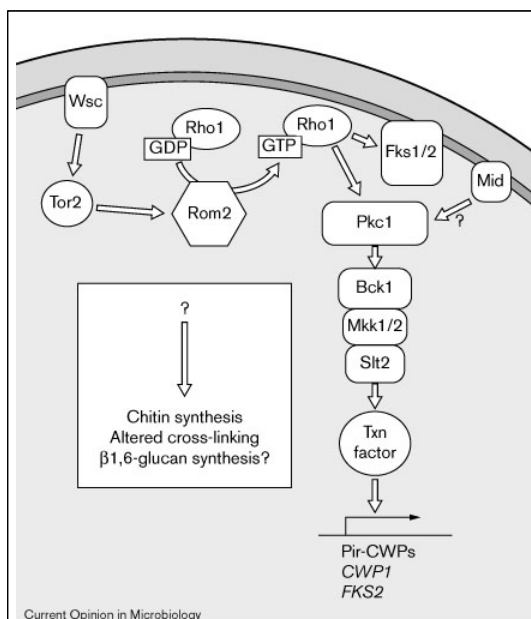 Wsc
Rho1
GDP
GTP
Rho1
Fks1/2
Mid
Tor2
Rom2
Pkc1
?
Bck1
Mkk1/2
Slt2
?
Chitin synthesis
Altered cross-linking
β1,6-glucan synthesis?
Txn
factor
Pir-CWPs
CWP1
FKS2
Current Opinion in Microbiology